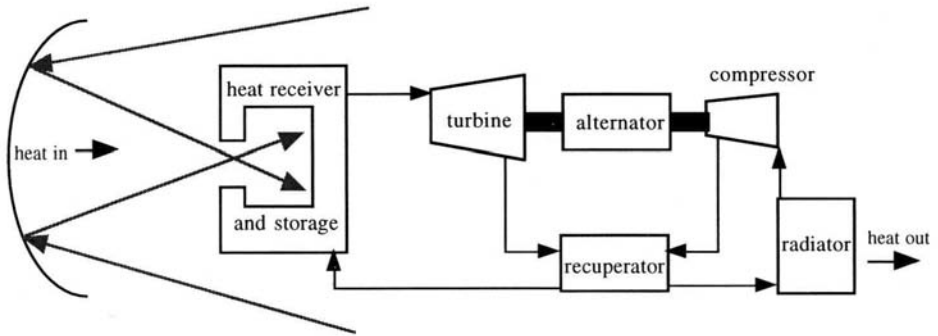 compressor
heat receiver
turbine
alternator
heat in
and storage
radiator
heat out
recuperator